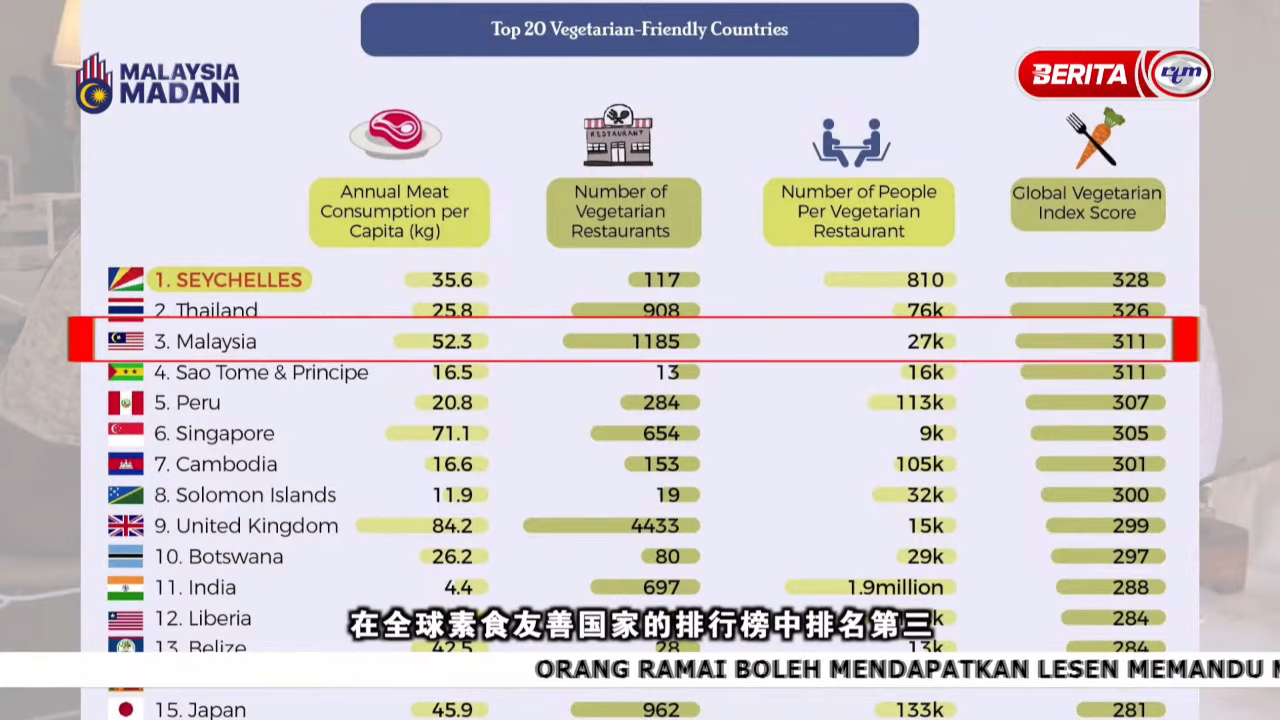 Top 20 Vegetarian-Friendly Countries
MALAYSIA
MADANI
BERITA rtm
RESTAURANT
Annual Meat
Consumption per
Capita (kg)
Number of
Vegetarian
Restaurants
Number of People
Per Vegetarian
Restaurant
Global Vegetarian
Index Score
1. SEYCHELLES 35.6 117 810 328
2. Thailand 25.8 908 76k 326
3. Malaysia 52.3 1185 27k 311
4. Sao Tome & Principe 16.5 13 16k 311
5. Peru 20.8 284 113k 307
6. Singapore 71.1 654 9k 305
7. Cambodia 16.6 153 105k 301
8. Solomon Islands 11.9 19 32k 300
9. United Kingdom 84.2 4433 15k 299
10. Botswana 26.2 80 29k 297
11. India 4.4 697 1.9million 288
12. Liberia 284
在全球素食友善国家的排行榜中排名第三
13. Belize 42.5 28 13k 284
ORANG RAMAI BOLEH MENDAPATKAN LESEN MEMANDU
15. Japan 45.9 962 133k 281